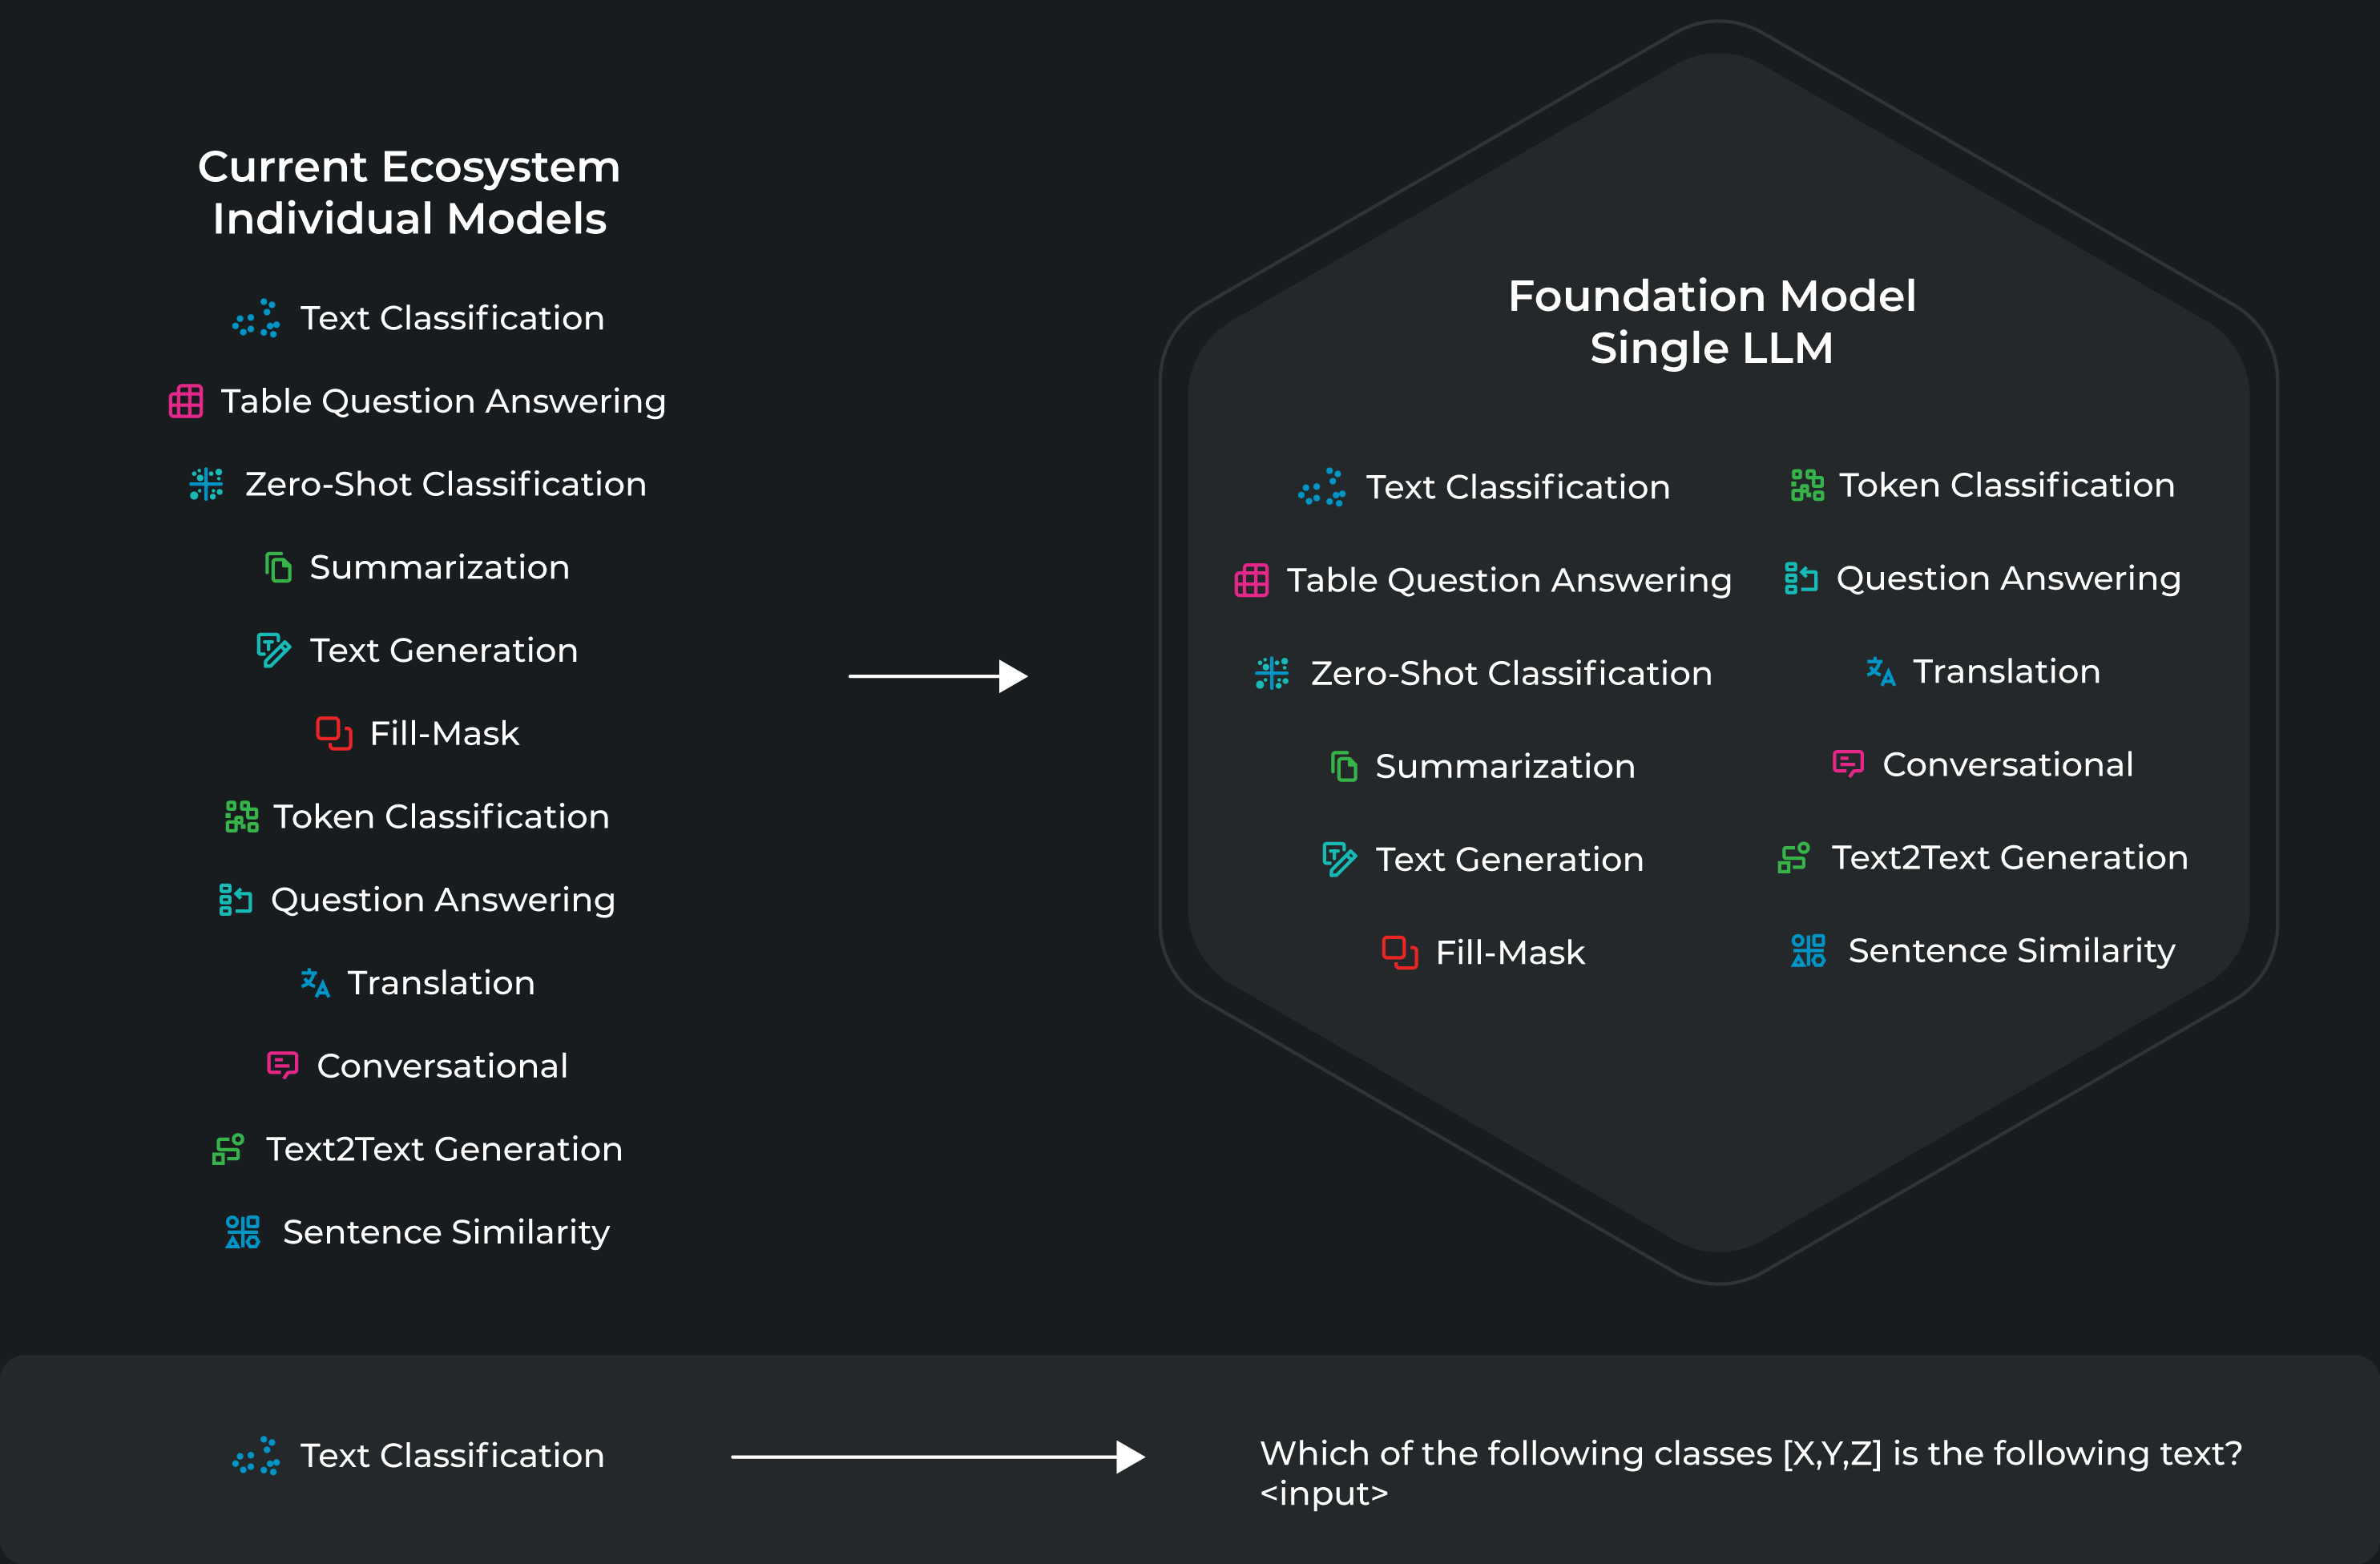 Current Ecosystem
Individual Models
Text Classification
Table Question Answering
Zero-Shot Classification
Summarization
Text Generation
Fill-Mask
Token Classification
Question Answering
Translation
Conversational
Text2Text Generation
Sentence Similarity
Foundation Model
Single LLM
Text Classification
Table Question Answering
Zero-Shot Classification
Summarization
Text Generation
Fill-Mask
Token Classification
Question Answering
Translation
Conversational
Text2Text Generation
Sentence Similarity
Text Classification
Which of the following classes [X,Y,Z] is the following text?
<input>